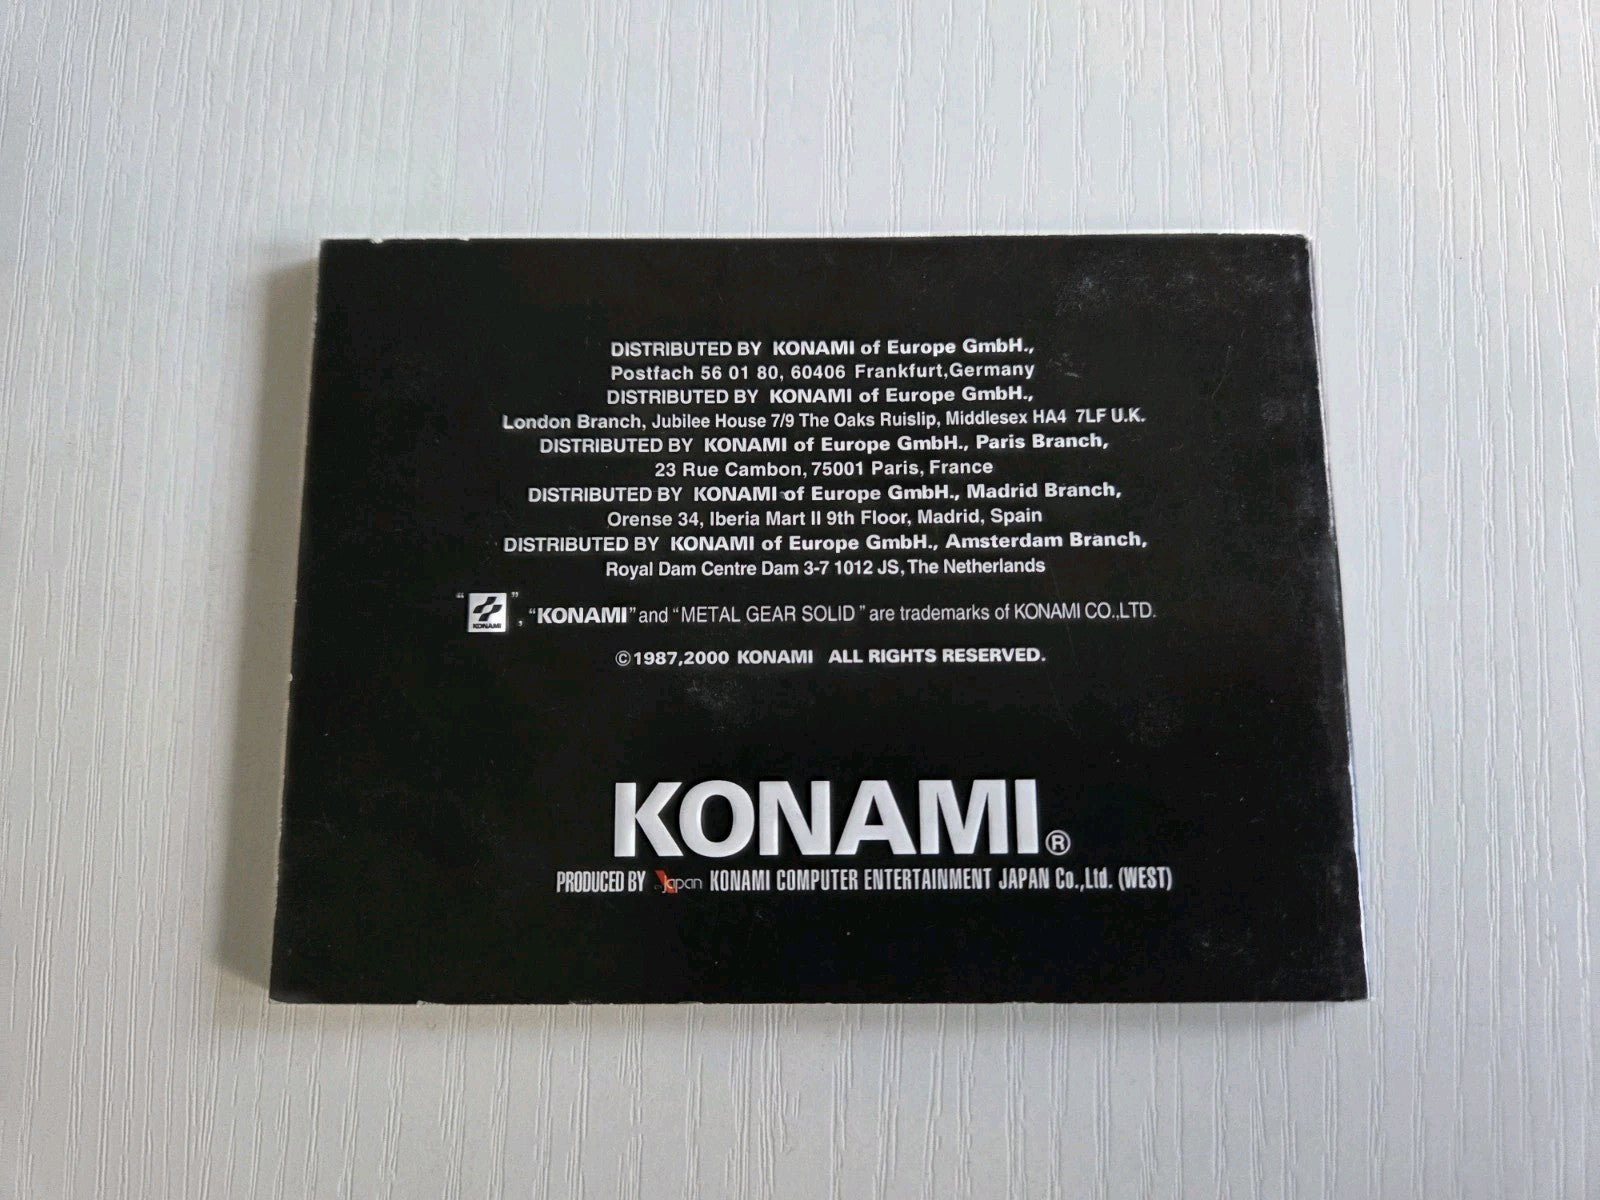 DISTRIBUTED BY KONAMI of Europe GmbH.,
Postfach 56 01 80, 60406 Frankfurt,Germany
DISTRIBUTED BY KONAMI of Europe GmbH.,
London Branch, Jubilee House 7/9 The Oaks Ruislip, Middlesex HA4 7LF U.K.
DISTRIBUTED BY KONAMI of Europe GmbH., Paris Branch,
23 Rue Cambon, 75001 Paris, France
DISTRIBUTED BY KONAMI of Europe GmbH., Madrid Branch,
Orense 34, Iberia Mart II 9th Floor, Madrid, Spain
DISTRIBUTED BY KONAMI of Europe GmbH., Amsterdam Branch,
Royal Dam Centre Dam 3-7 1012 JS, The Netherlands
"KONAMI", "KONAMI" and "METAL GEAR SOLID" are trademarks of KONAMI CO.,LTD.
©1987,2000 KONAMI ALL RIGHTS RESERVED.
KONAMI®
PRODUCED BY Japan KONAMI COMPUTER ENTERTAINMENT JAPAN Co.,Ltd. (WEST)